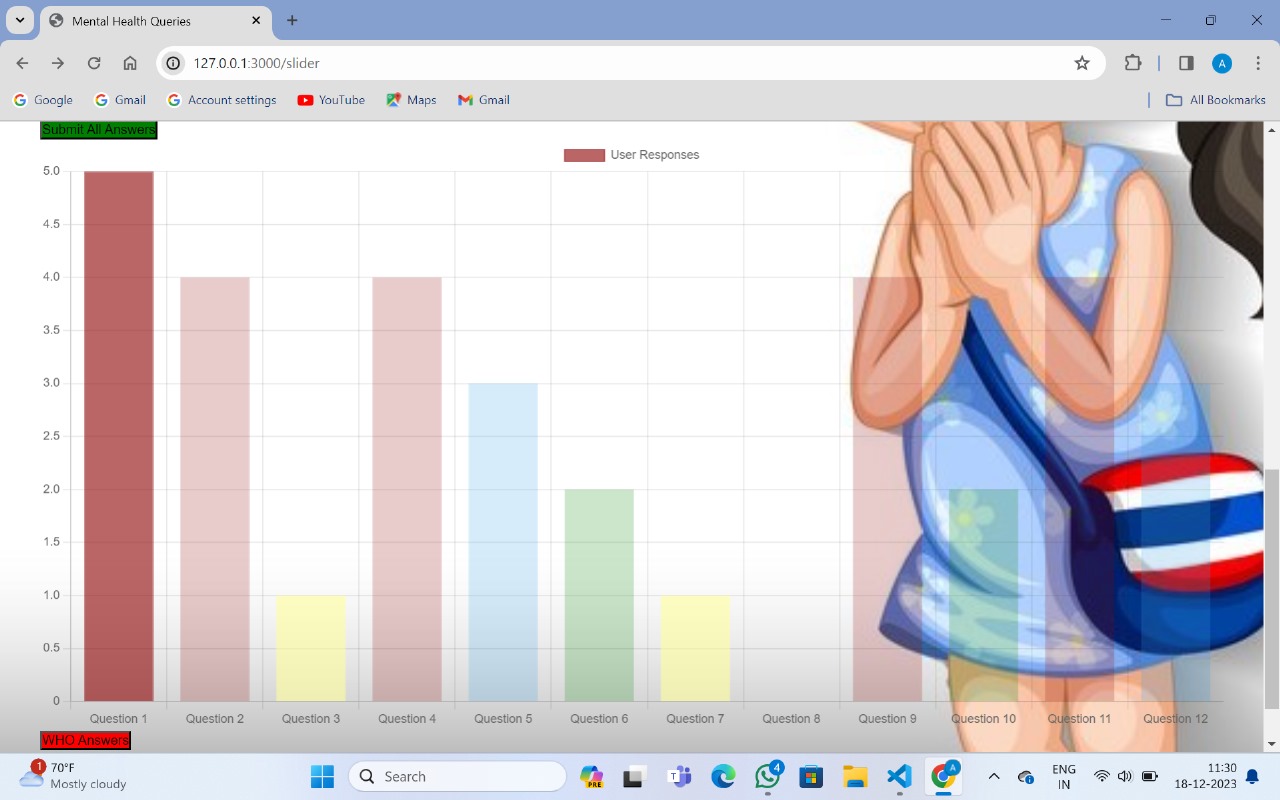 Mental Health Queries
127.0.0.1:3000/slider
A
Google
Gmail
Account settings
YouTube
Maps
Gmail
All Bookmarks
Submit All Answers
User Responses
5.0
4.5
4.0
3.5
3.0
2.5
2.0
1.5
1.0
0.5
0
Question 1 Question 2 Question 3 Question 4 Question 5 Question 6 Question 7 Question 8 Question 9 Question 10 Question 11 Question 12
WHO Answers
1
70°F
Mostly cloudy
Search
PRE
T
4
A
ENG
IN
11:30
18-12-2023